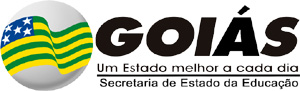 GOIÁS
Um Estado melhor a cada dia
Secretaria de Estado da Educação